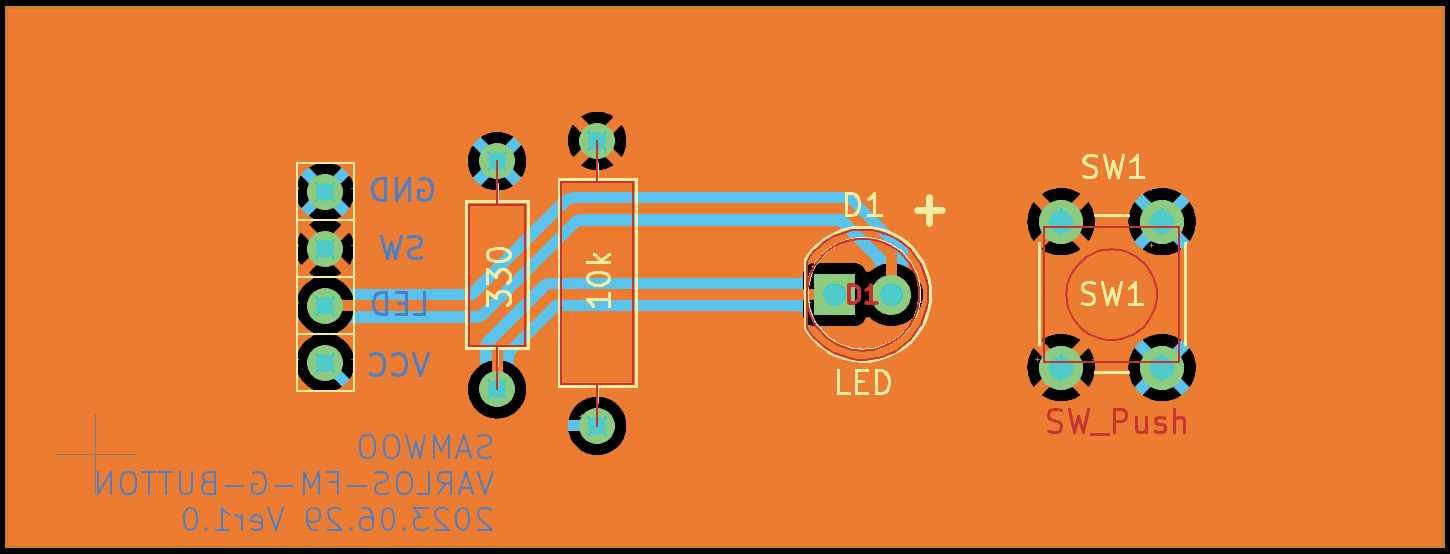 SW1
GND
D1
+
SW
330
10k
D1
SW1
LED
LED
VCC
SW_Push
SAMWOO
VARLOS-FM-G-BUTTON
2023.06.29 Ver1.0